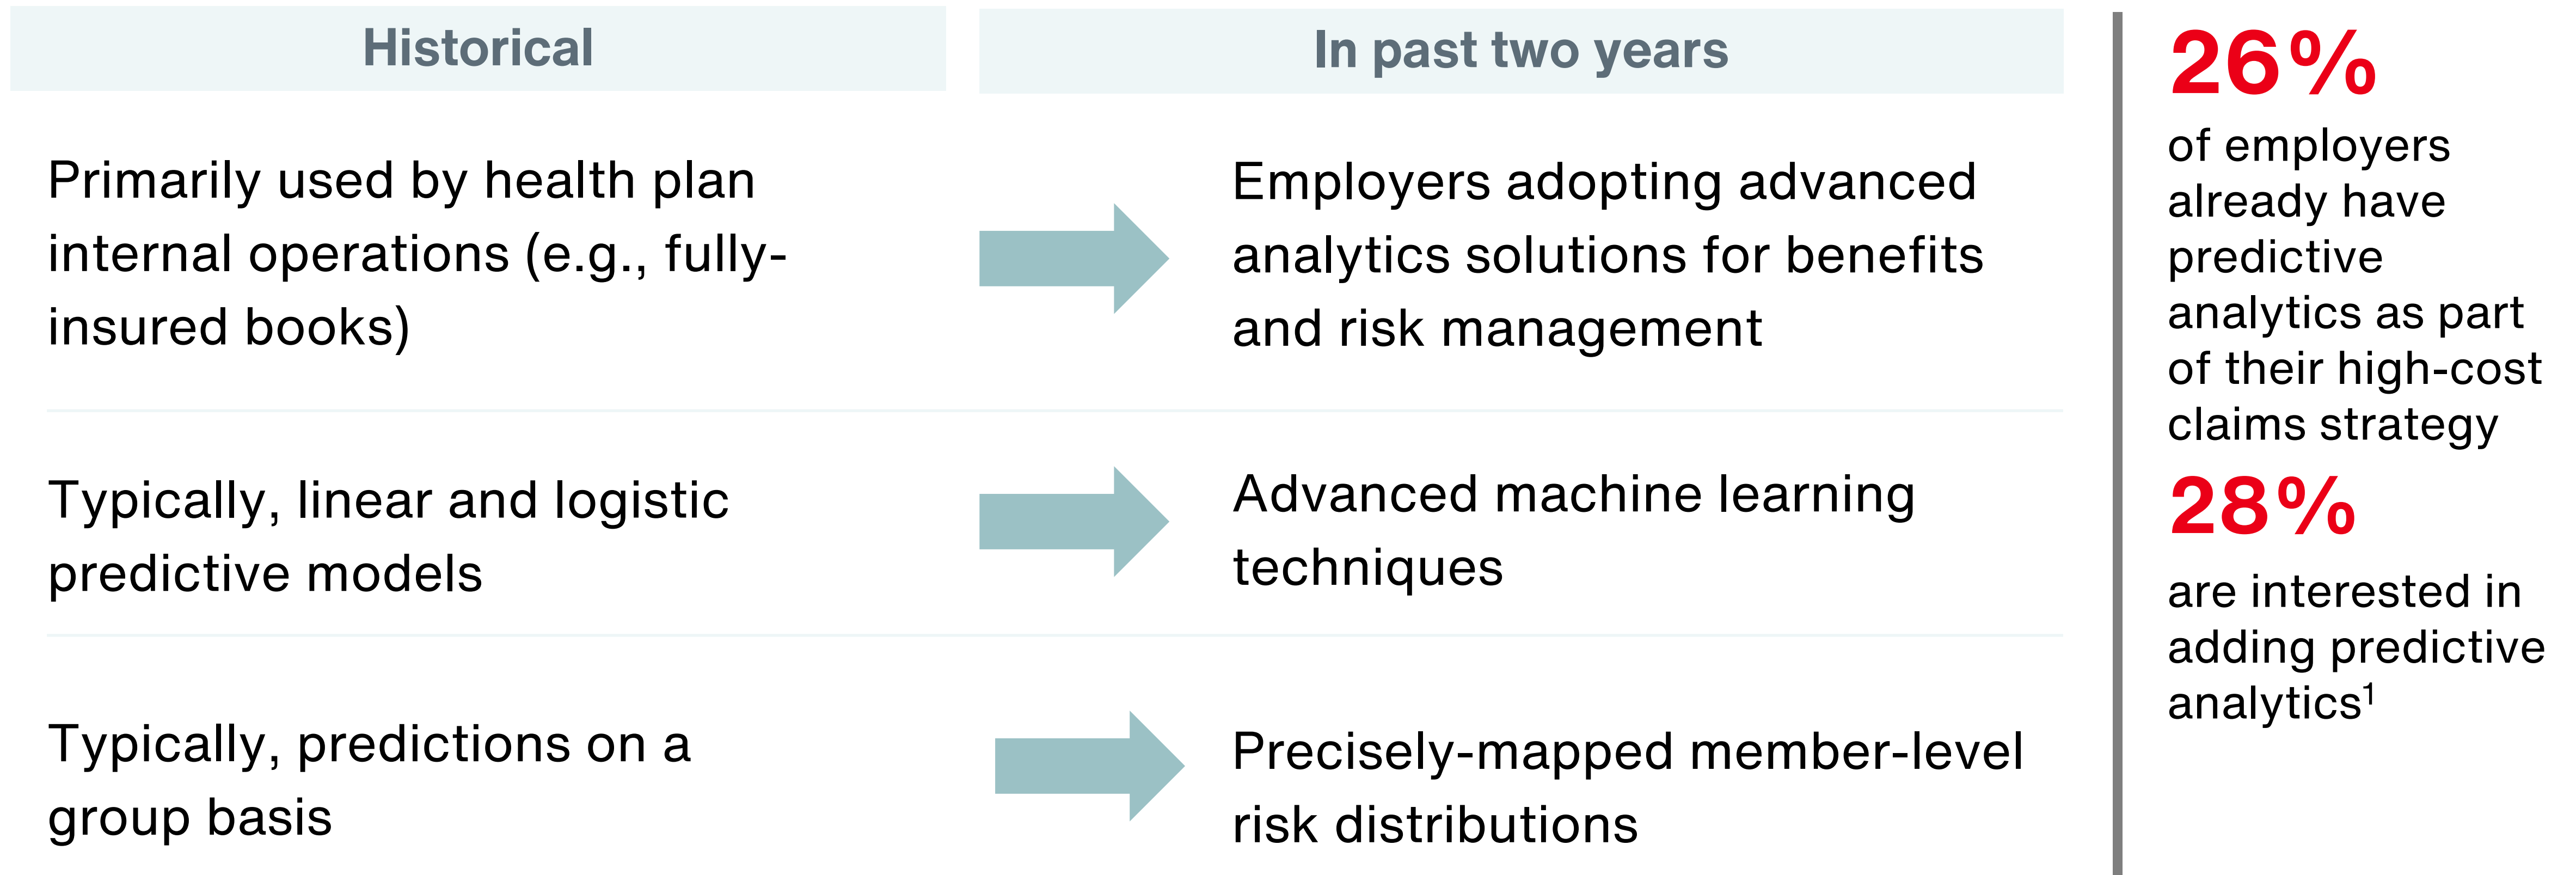 Historical
In past two years
Primarily used by health plan
internal operations (e.g., fully-
insured books)
Employers adopting advanced
analytics solutions for benefits
and risk management
Typically, linear and logistic
predictive models
Advanced machine learning
techniques
Typically, predictions on a
group basis
Precisely-mapped member-level
risk distributions
26%
of employers
already have
predictive
analytics as part
of their high-cost
claims strategy
28%
are interested in
adding predictive
analytics¹